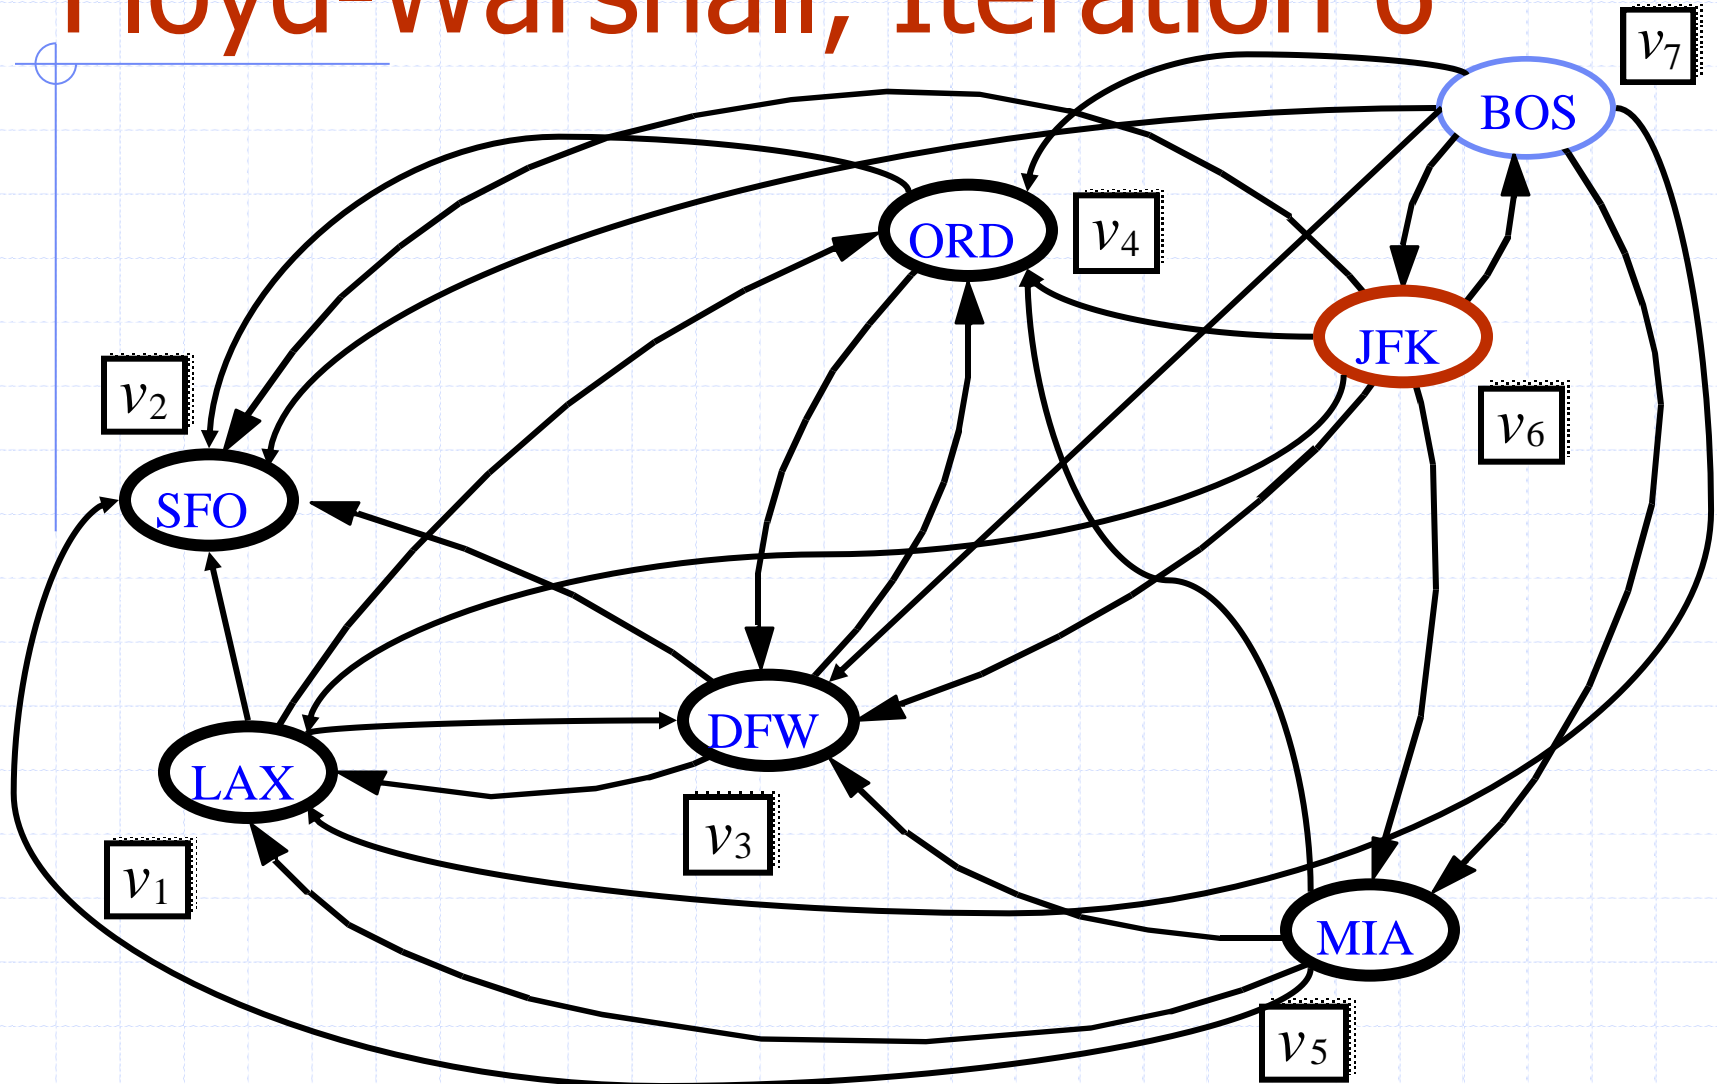 Floyd-Warshall, Iteration 6
v7
BOS
ORD
v4
JFK
v2
v6
SFO
DFW
LAX
v3
v1
MIA
v5